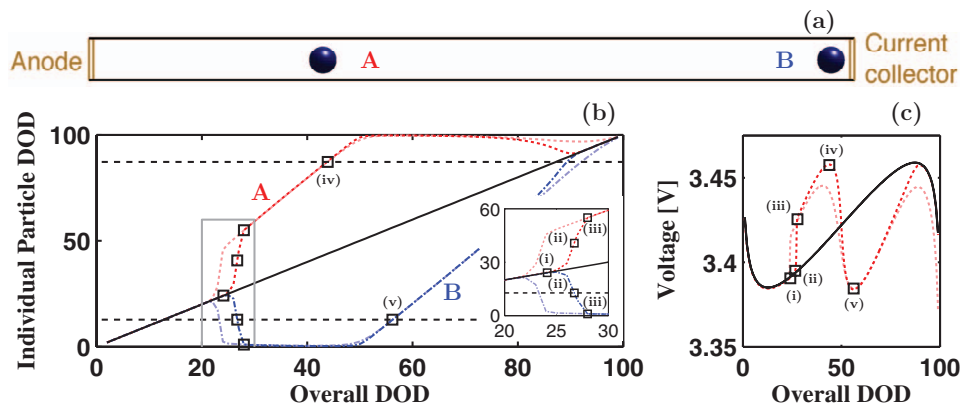 (a)
Anode
A
B
Current
collector
(b)
Individual Particle DOD
100
50
0
A
(iv)
B
(v)
60
30
0
(i)
(ii)
(iii)
(ii)
(iii)
20
25
30
0
20
40
60
80
100
Overall DOD
(c)
Voltage [V]
3.45
3.4
3.35
(iv)
(iii)
(ii)
(i)
(v)
0
50
100
Overall DOD